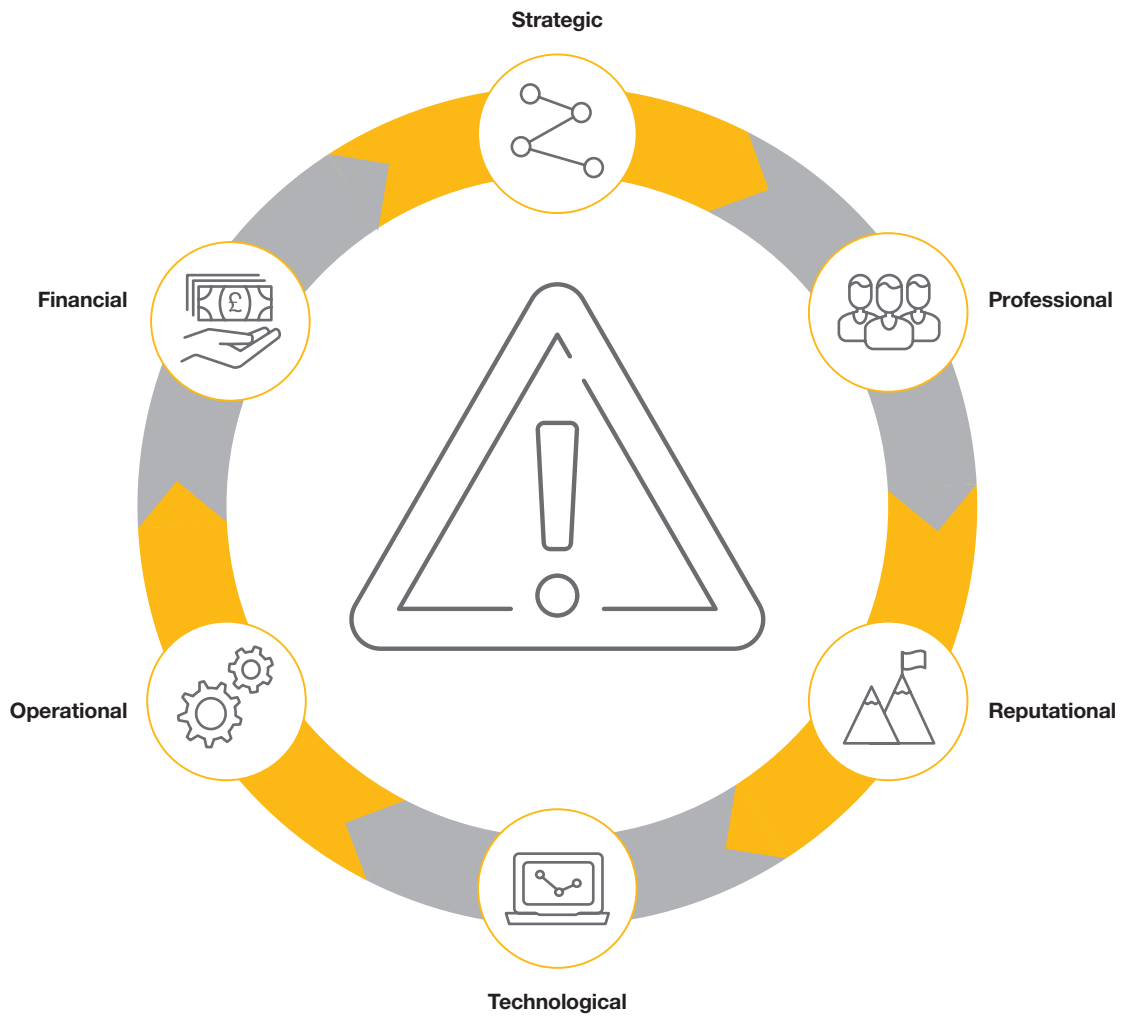 Strategic
Financial
Professional
£
Operational
Reputational
Technological